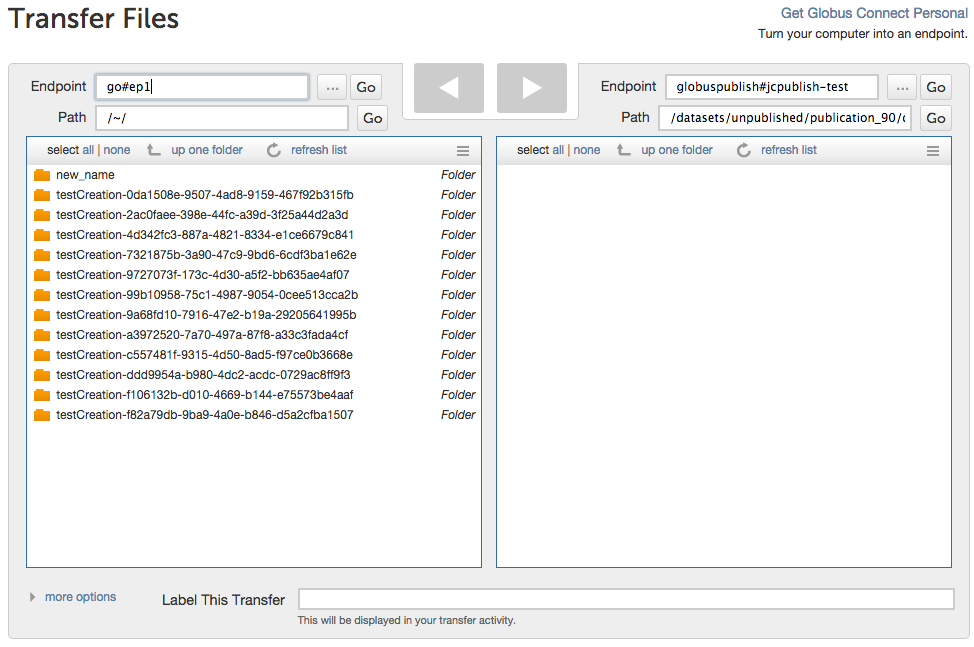 Transfer Files
Get Globus Connect Personal
Turn your computer into an endpoint.
Endpoint go#ep1 ... Go
Path /~/ Go
Endpoint globuspublish#jcpublish-test ... Go
Path /datasets/unpublished/publication_90/ Go
select all | none up one folder refresh list
new_name Folder
testCreation-0da1508e-9507-4ad8-9159-467f92b315fb Folder
testCreation-2ac0faee-398e-44fc-a39d-3f25a44d2a3d Folder
testCreation-4d342fc3-887a-4821-8334-e1ce6679c841 Folder
testCreation-7321875b-3a90-47c9-9bd6-6cdf3ba1e62e Folder
testCreation-9727073f-173c-4d30-a5f2-bb635ae4af07 Folder
testCreation-99b10958-75c1-4987-9054-0cee513cca2b Folder
testCreation-9a68fd10-7916-47e2-b19a-29205641995b Folder
testCreation-a3972520-7a70-497a-87f8-a33c3fada4cf Folder
testCreation-c557481f-9315-4d50-8ad5-f97ce0b3668e Folder
testCreation-ddd9954a-b980-4dc2-acdc-0729ac8ff9f3 Folder
testCreation-f106132b-d010-4669-b144-e75573be4aaf Folder
testCreation-f82a79db-9ba9-4a0e-b846-d5a2cfba1507 Folder
select all | none up one folder refresh list
more options
Label This Transfer
This will be displayed in your transfer activity.